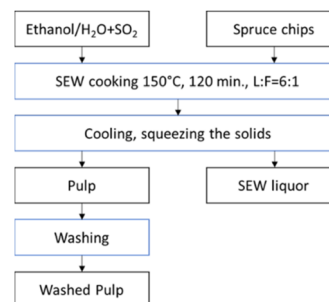 Ethanol/H₂O+SO₂
Spruce chips
SEW cooking 150°C, 120 min., L:F=6:1
Cooling, squeezing the solids
Pulp
SEW liquor
Washing
Washed Pulp